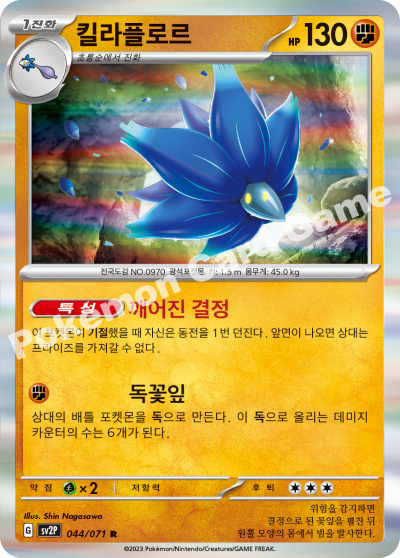 1진화
킬라플로르
HP 130
초롱순에서 진화
전국도감 NO.0970 광석포켓몬 키: 1.5 m 몸무게: 45.0 kg
특성 깨어진 결정
이 포켓몬이 기절했을 때 자신은 동전을 1번 던진다. 앞면이 나오면 상대는
프라이즈를 가져갈 수 없다.
독꽃잎
상대의 배틀 포켓몬을 독으로 만든다. 이 독으로 올리는 데미지
카운터의 수는 6개가 된다.
약점 ×2 저항력 후퇴
Illus. Shin Nagasawa
G sv2P 044/071 R
위험을 감지하면
결정으로 된 꽃잎을 펼친 뒤
원뿔 모양의 몸에서 빔을 발사한다.
©2023 Pokémon/Nintendo/Creatures/GAME FREAK.
Pokémon Card Game